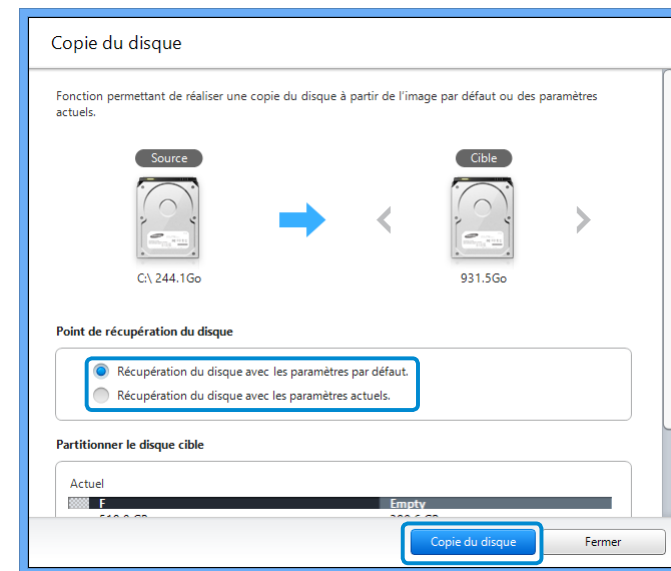 Copie du disque
Fonction permettant de réaliser une copie du disque à partir de l'image par défaut ou des paramètres
actuels.
Source
Cible
C:\ 244.1Go
931.5Go
Point de récupération du disque
Récupération du disque avec les paramètres par défaut.
Récupération du disque avec les paramètres actuels.
Partitionner le disque cible
Actuel
F
Empty
Copie du disque
Fermer